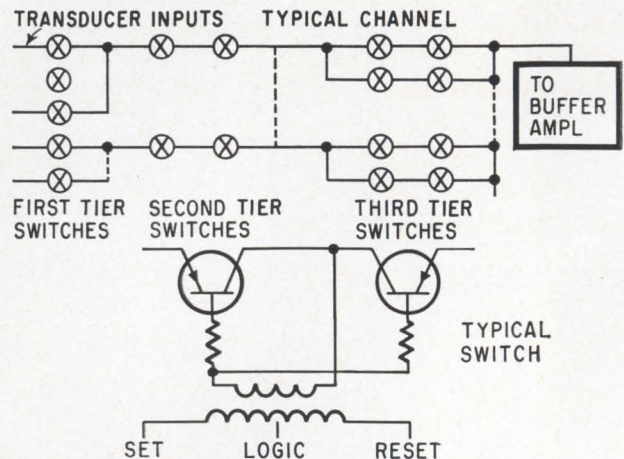 TRANSDUCER INPUTS
TYPICAL CHANNEL
TO
BUFFER
AMPL
FIRST TIER
SWITCHES
SECOND TIER
SWITCHES
THIRD TIER
SWITCHES
TYPICAL
SWITCH
SET
LOGIC
RESET